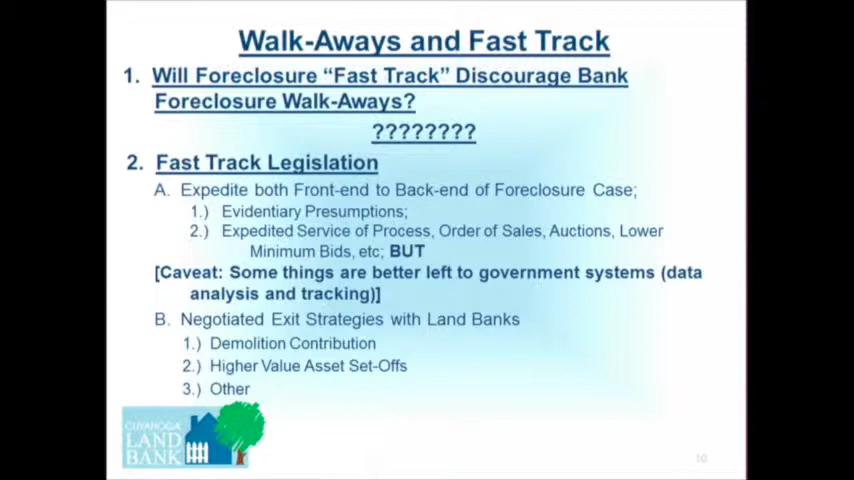 Walk-Aways and Fast Track
1. Will Foreclosure “Fast Track” Discourage Bank
Foreclosure Walk-Aways?
????????
2. Fast Track Legislation
A. Expedite both Front-end to Back-end of Foreclosure Case;
1.) Evidentiary Presumptions;
2.) Expedited Service of Process, Order of Sales, Auctions, Lower
Minimum Bids, etc; BUT
[Caveat: Some things are better left to government systems (data
analysis and tracking)]
B. Negotiated Exit Strategies with Land Banks
1.) Demolition Contribution
2.) Higher Value Asset Set-Offs
3.) Other
CUYAHOGA
LAND
BANK
10